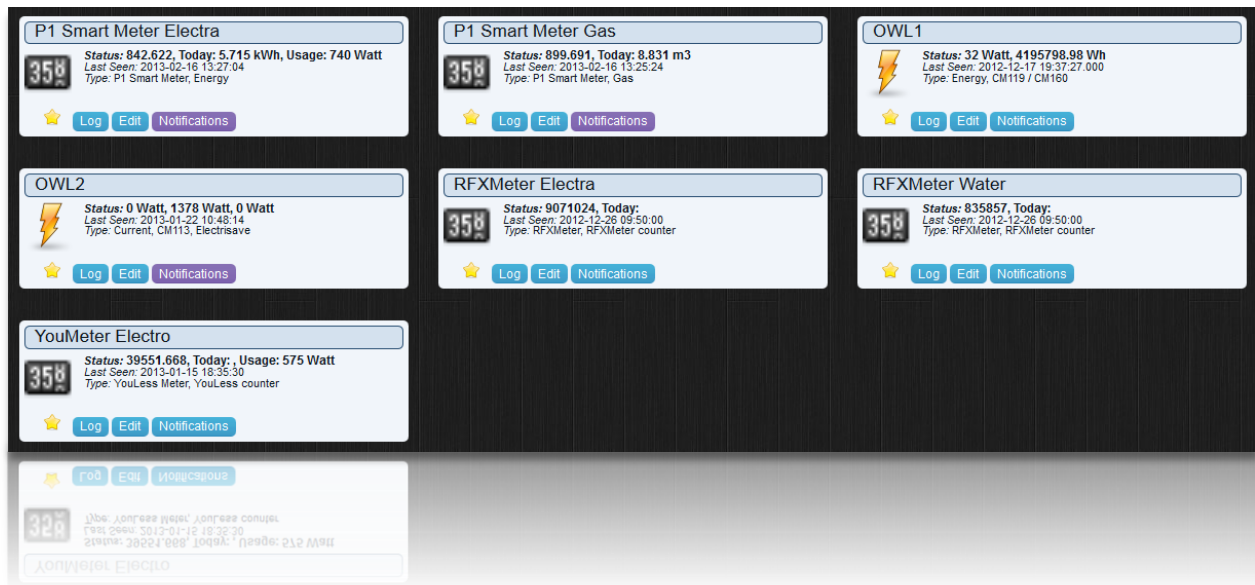 P1 Smart Meter Electra
Status: 842.622, Today: 5.715 kWh, Usage: 740 Watt
Last Seen: 2013-02-16 13:27:04
Type: P1 Smart Meter, Energy
Log Edit Notifications
P1 Smart Meter Gas
Status: 899.691, Today: 8.831 m3
Last Seen: 2013-02-16 13:25:24
Type: P1 Smart Meter, Gas
Log Edit Notifications
OWL1
Status: 32 Watt, 4195798.98 Wh
Last Seen: 2012-12-17 19:37:27.000
Type: Energy, CM119 / CM160
Log Edit Notifications
OWL2
Status: 0 Watt, 1378 Watt, 0 Watt
Last Seen: 2013-01-22 10:48:14
Type: Current, CM113, Electrisave
Log Edit Notifications
RFXMeter Electra
Status: 9071024, Today:
Last Seen: 2012-12-26 09:50:00
Type: RFXMeter, RFXMeter counter
Log Edit Notifications
RFXMeter Water
Status: 835857, Today:
Last Seen: 2012-12-26 09:50:00
Type: RFXMeter, RFXMeter counter
Log Edit Notifications
YouMeter Electro
Status: 39551.668, Today: , Usage: 575 Watt
Last Seen: 2013-01-15 18:35:30
Type: YouLess Meter, YouLess counter
Log Edit Notifications